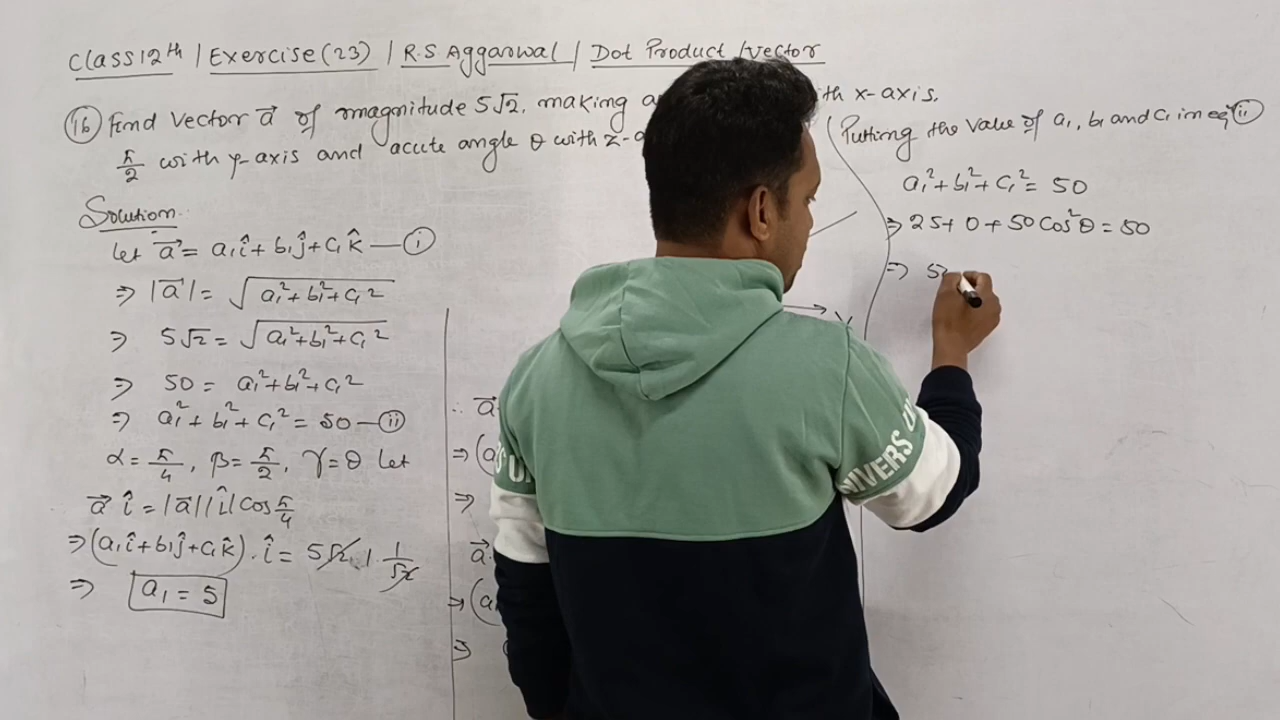 Class 12th / Exercise (23) / R.S Aggarwal / Dot Product / vector
(16) Find Vector a⃗ of magnitude 5√2, making a
th x-axis.
π/2 with y-axis and acute angle θ with z-a
Solution.
let a⃗ = a₁î + b₁ĵ + c₁k̂ — (i)
⇒ |a⃗| = √(a₁² + b₁² + c₁²)
⇒ 5√2 = √(a₁² + b₁² + c₁²)
⇒ 50 = a₁² + b₁² + c₁²
⇒ a₁² + b₁² + c₁² = 50 — (ii)
α = π/4, β = π/2, γ = θ let
a⃗ î = |a⃗| |î| cos π/4
⇒ (a₁î + b₁ĵ + c₁k̂) . î = 5√2 . 1 . 1/√2
⇒ a₁ = 5
∴ a⃗
⇒ (a
⇒
a⃗.
⇒ (a
⇒
Putting the value of a₁, b₁ and c₁ in eqⁿ (ii)
a₁² + b₁² + c₁² = 50
⇒ 25 + 0 + 50 Cos²θ = 50
⇒ 5
UNIVERS